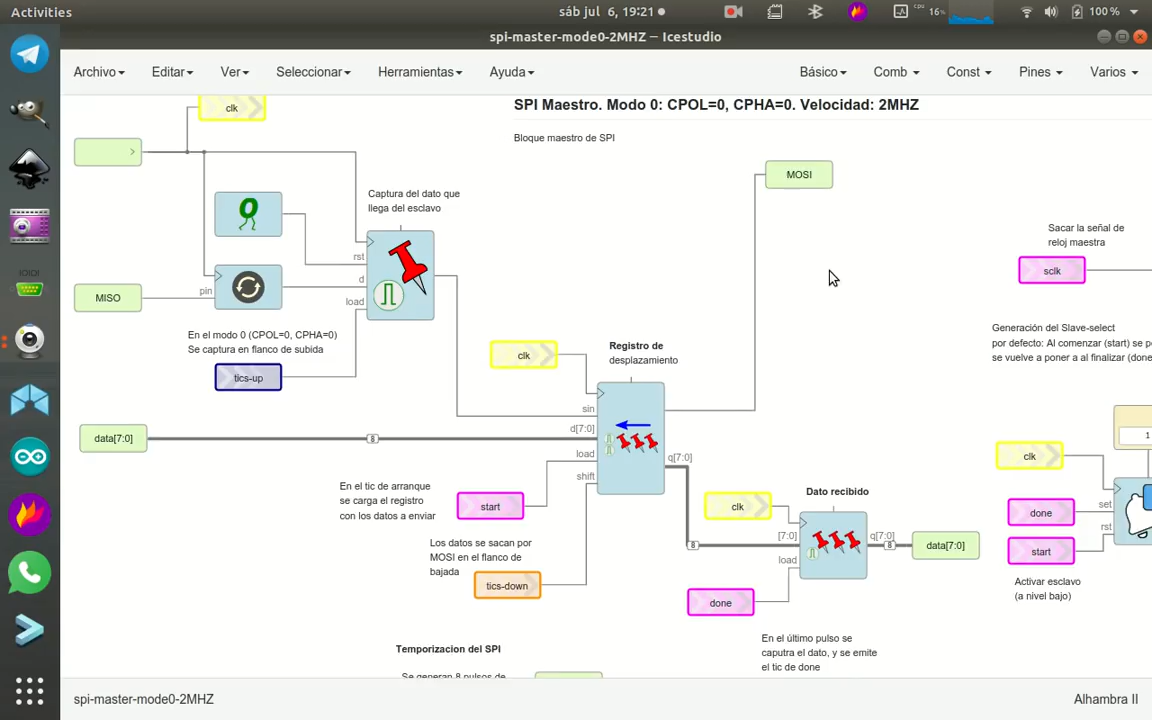 Activities
sáb jul 6, 19:21
cpu
16%
100 %
spi-master-mode0-2MHZ – Icestudio
Archivo
Editar
Ver
Seleccionar
Herramientas
Ayuda
Básico
Comb
Const
Pines
Varios
clk
SPI Maestro. Modo 0: CPOL=0, CPHA=0. Velocidad: 2MHZ
Bloque maestro de SPI
MOSI
Captura del dato que
llega del esclavo
Sacar la señal de
reloj maestra
sclk
rst
d
load
pin
MISO
En el modo 0 (CPOL=0, CPHA=0)
Se captura en flanco de subida
tics-up
Generación del Slave-select
por defecto: Al comenzar (start) se p
se vuelve a poner a al finalizar (done
clk
Registro de
desplazamiento
sin
d[7:0]
load
shift
q[7:0]
data[7:0]
8
1
clk
set
rst
done
start
Activar esclavo
(a nivel bajo)
En el tic de arranque
se carga el registro
con los datos a enviar
start
Los datos se sacan por
MOSI en el flanco de
bajada
tics-down
Dato recibido
clk
[7:0]
load
q[7:0]
8
8
data[7:0]
done
En el último pulso se
caputra el dato, y se emite
el tic de done
Temporizacion del SPI
Se generan 8 pulsos de
spi-master-mode0-2MHZ
Alhambra II